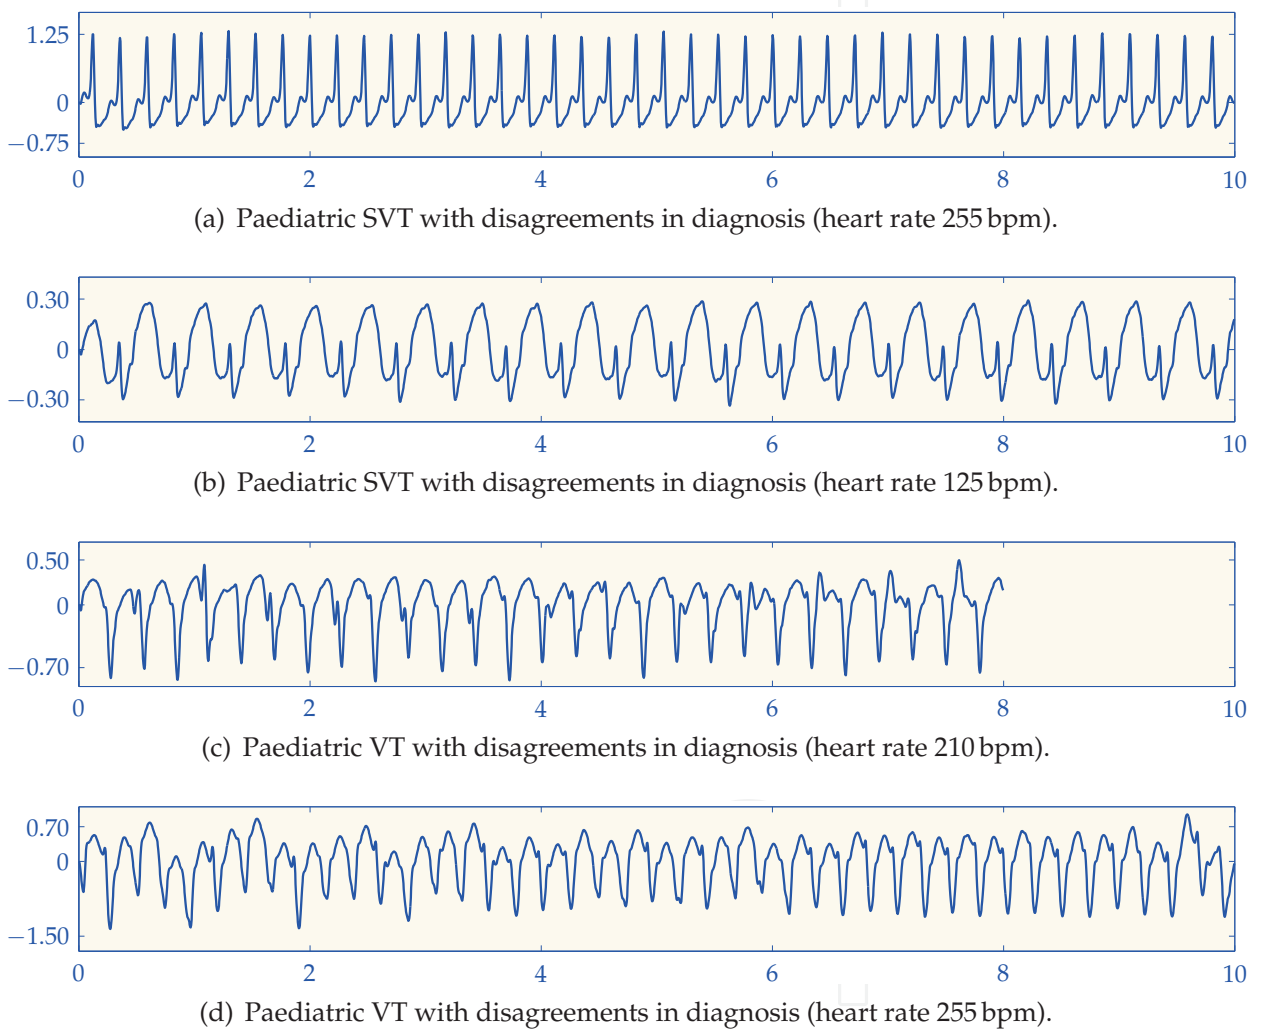 1.25
0
−0.75
0 2 4 6 8 10
(a) Paediatric SVT with disagreements in diagnosis (heart rate 255 bpm).
0.30
0
−0.30
0 2 4 6 8 10
(b) Paediatric SVT with disagreements in diagnosis (heart rate 125 bpm).
0.50
0
−0.70
0 2 4 6 8 10
(c) Paediatric VT with disagreements in diagnosis (heart rate 210 bpm).
0.70
0
−1.50
0 2 4 6 8 10
(d) Paediatric VT with disagreements in diagnosis (heart rate 255 bpm).